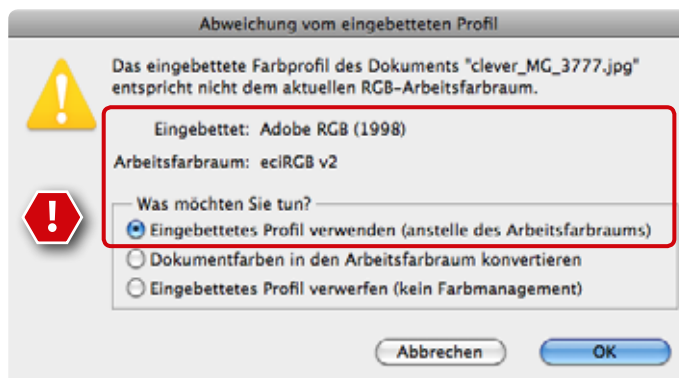 Abweichung vom eingebetteten Profil
Das eingebettete Farbprofil des Dokuments "clever_MG_3777.jpg"
entspricht nicht dem aktuellen RGB-Arbeitsfarbraum.
Eingebettet: Adobe RGB (1998)
Arbeitsfarbraum: eciRGB v2
Was möchten Sie tun?
!
Eingebettetes Profil verwenden (anstelle des Arbeitsfarbraums)
Dokumentfarben in den Arbeitsfarbraum konvertieren
Eingebettetes Profil verwerfen (kein Farbmanagement)
Abbrechen OK